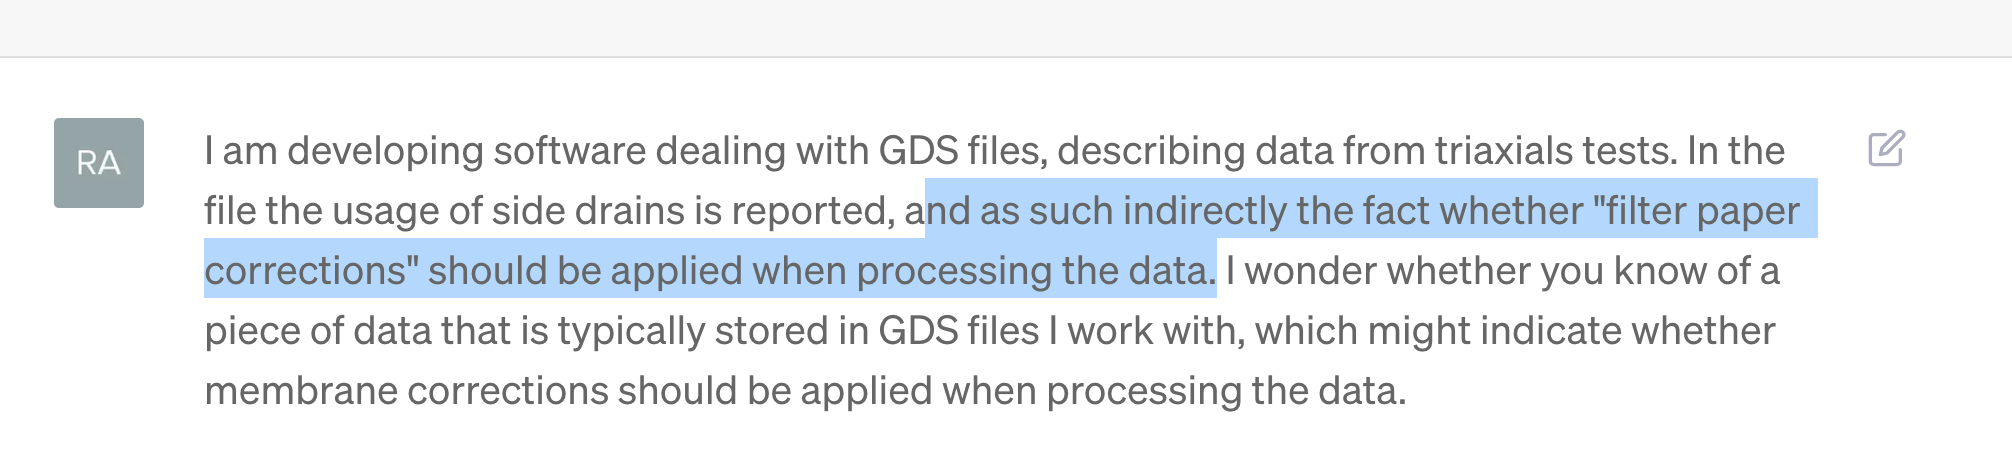 RA
I am developing software dealing with GDS files, describing data from triaxials tests. In the
file the usage of side drains is reported, and as such indirectly the fact whether "filter paper
corrections" should be applied when processing the data. I wonder whether you know of a
piece of data that is typically stored in GDS files I work with, which might indicate whether
membrane corrections should be applied when processing the data.